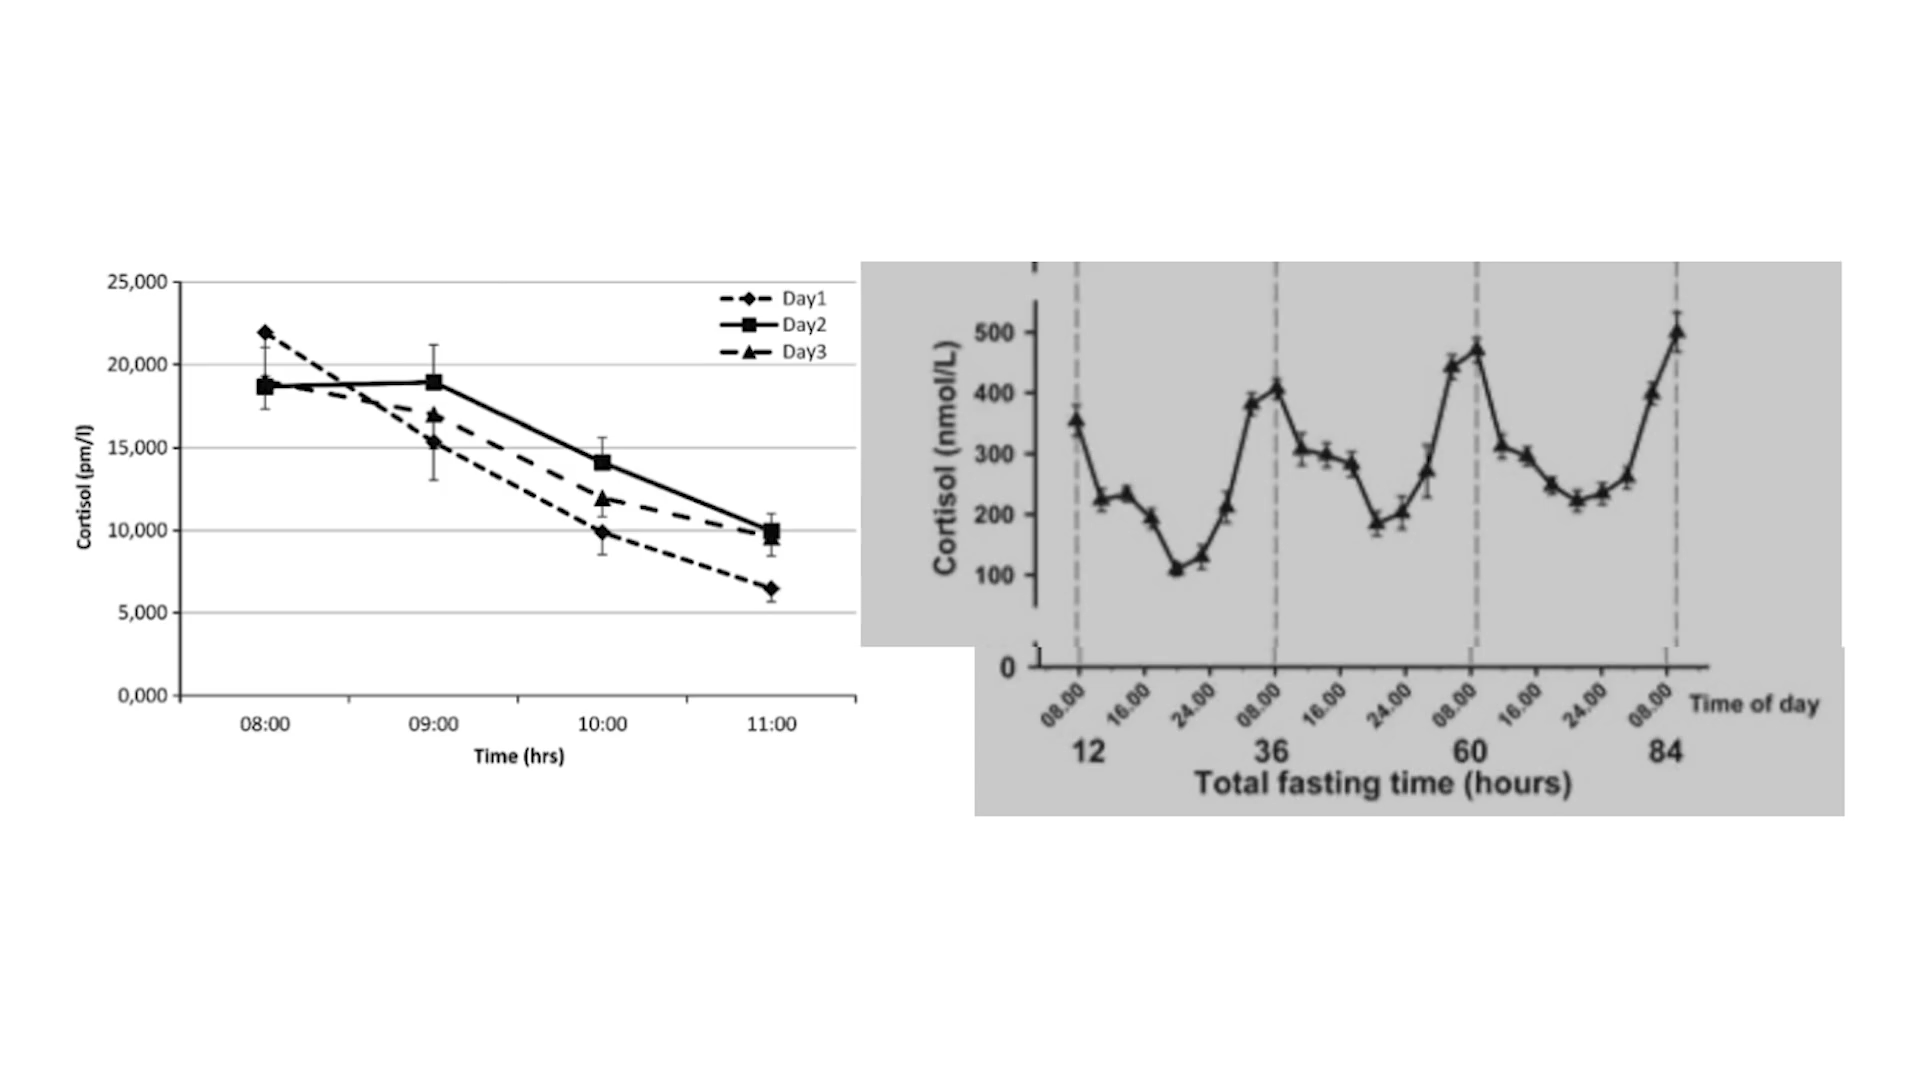 25,000
20,000
15,000
10,000
5,000
0,000
Cortisol (pm/l)
Day1
Day2
Day3
08:00 09:00 10:00 11:00
Time (hrs)
Cortisol (nmol/L)
500
400
300
200
100
0
08.00 16.00 24.00 08.00 16.00 24.00 08.00 16.00 24.00 08.00 Time of day
12 36 60 84
Total fasting time (hours)